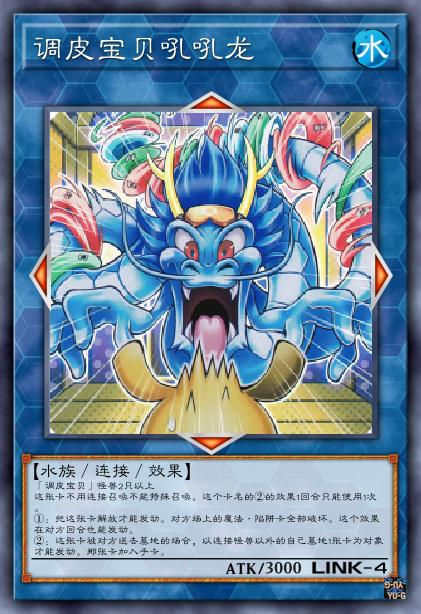 调皮宝贝吼吼龙
水
【水族／连接／效果】
「调皮宝贝」怪兽2只以上
这张卡不用连接召唤不能特殊召唤。这个卡名的②的效果1回合只能使用1次
。
①：把这张卡解放才能发动。对方场上的魔法·陷阱卡全部破坏。这个效果
在对方回合也能发动。
②：这张卡被对方送去墓地的场合，以连接怪兽以外的自己墓地1张卡为对象
才能发动。那张卡加入手卡。
ATK/3000 LINK-4